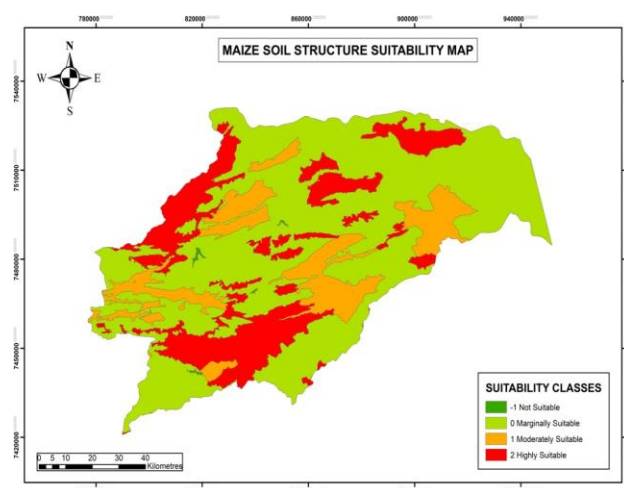 780000 820000 860000 900000 940000
MAIZE SOIL STRUCTURE SUITABILITY MAP
N
W E
S
7540000
7510000
7480000
7450000
7420000
SUITABILITY CLASSES
-1 Not Suitable
0 Marginally Suitable
1 Moderately Suitable
2 Highly Suitable
0 5 10 20 30 40
Kilometres